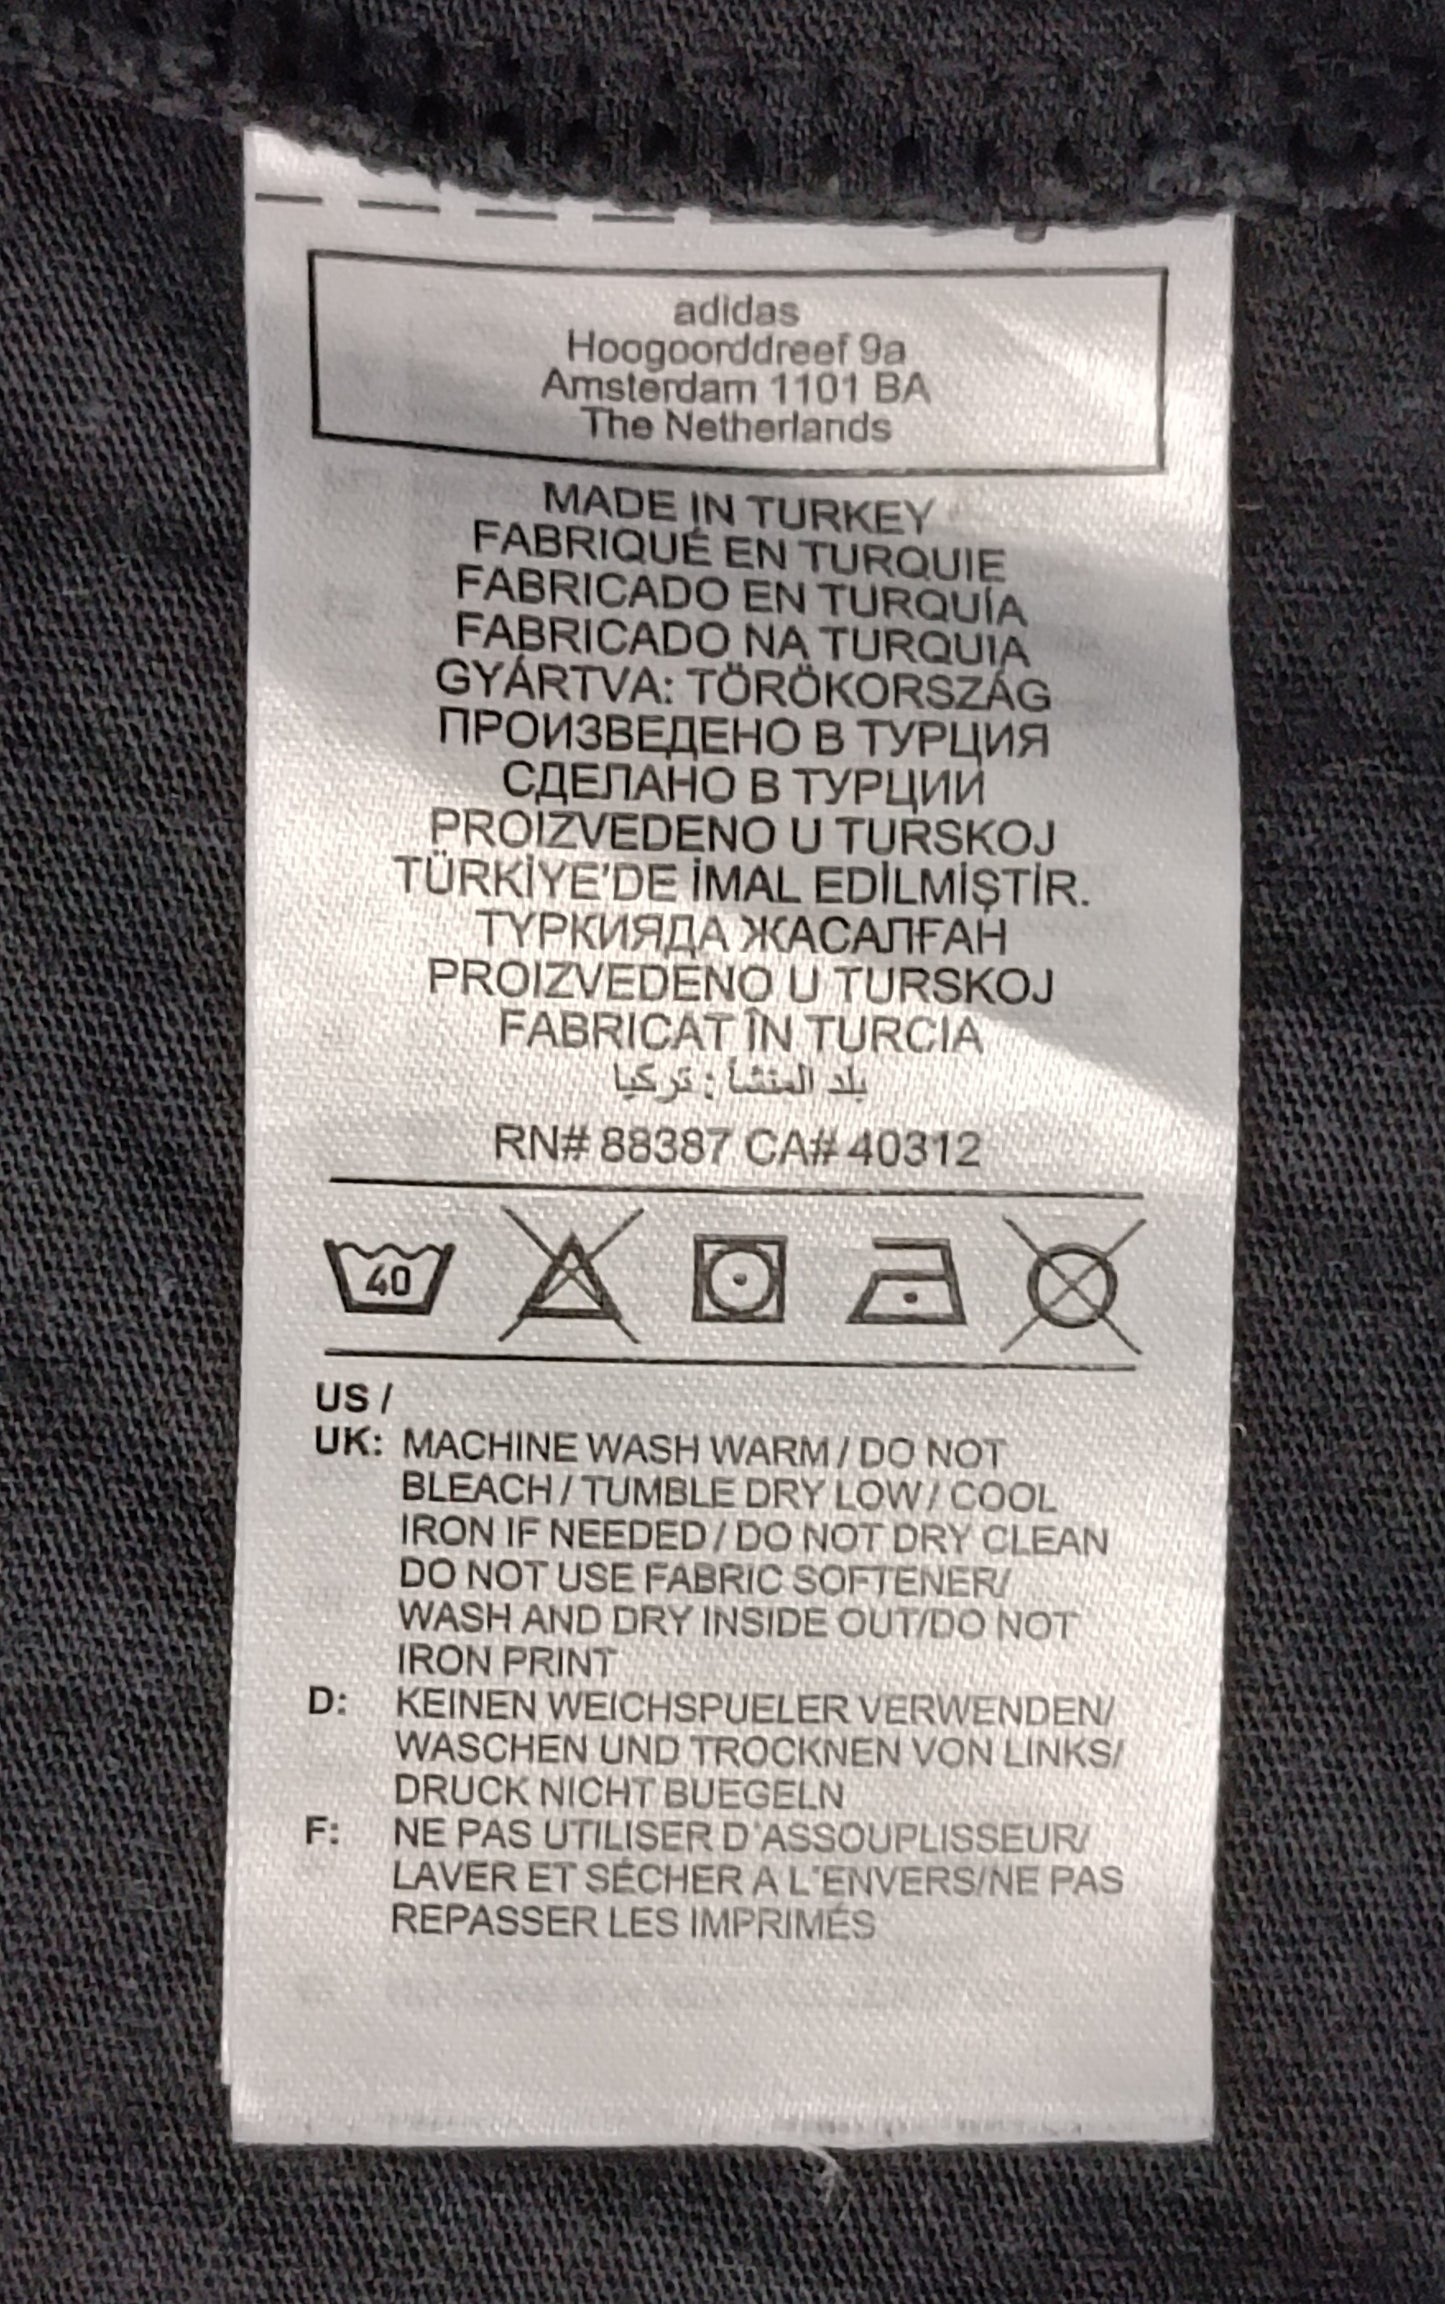 adidas
Hoogoorddreef 9a
Amsterdam 1101 BA
The Netherlands
MADE IN TURKEY
FABRIQUÉ EN TURQUIE
FABRICADO EN TURQUÍA
FABRICADO NA TURQUIA
GYÁRTVA: TÖRÖKORSZÁG
ПРОИЗВЕДЕНО В ТУРЦИЯ
СДЕЛАНО В ТУРЦИИ
PROIZVEDENO U TURSKOJ
TÜRKİYE'DE İMAL EDİLMİŞTİR.
ТҮРКИЯДА ЖАСАЛҒАН
PROIZVEDENO U TURSKOJ
FABRICAT ÎN TURCIA
بلد المنشأ : تركيا
RN# 88387 CA# 40312
40
US /
UK: MACHINE WASH WARM / DO NOT
BLEACH / TUMBLE DRY LOW / COOL
IRON IF NEEDED / DO NOT DRY CLEAN
DO NOT USE FABRIC SOFTENER/
WASH AND DRY INSIDE OUT/DO NOT
IRON PRINT
D: KEINEN WEICHSPUELER VERWENDEN/
WASCHEN UND TROCKNEN VON LINKS/
DRUCK NICHT BUEGELN
F: NE PAS UTILISER D'ASSOUPLISSEUR/
LAVER ET SÉCHER A L'ENVERS/NE PAS
REPASSER LES IMPRIMÉS